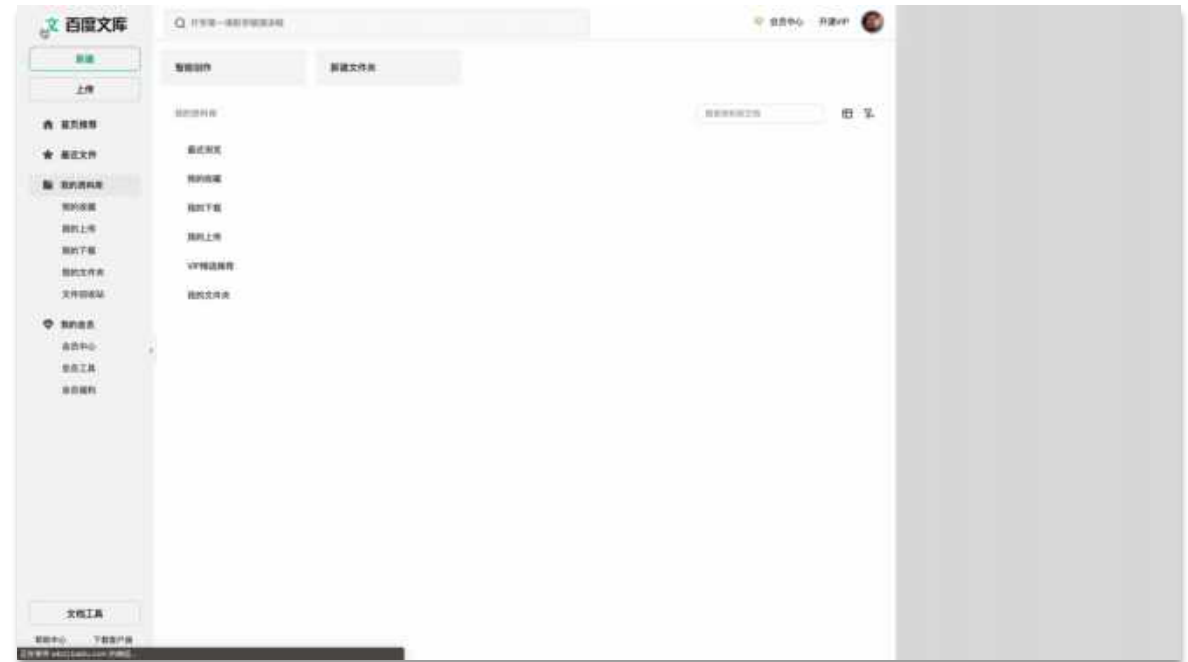 百度文库
会员中心 开通VIP
新建
上传
智能创作
新建文件夹
首页推荐
最近文件
我的资料库
我的收藏
我的上传
我的下载
我的文件夹
文件回收站
我的会员
会员中心
会员工具
会员福利
我的资料库
最近浏览
我的收藏
我的下载
我的上传
VIP精选推荐
我的文件夹
文档工具
帮助中心 下载客户端